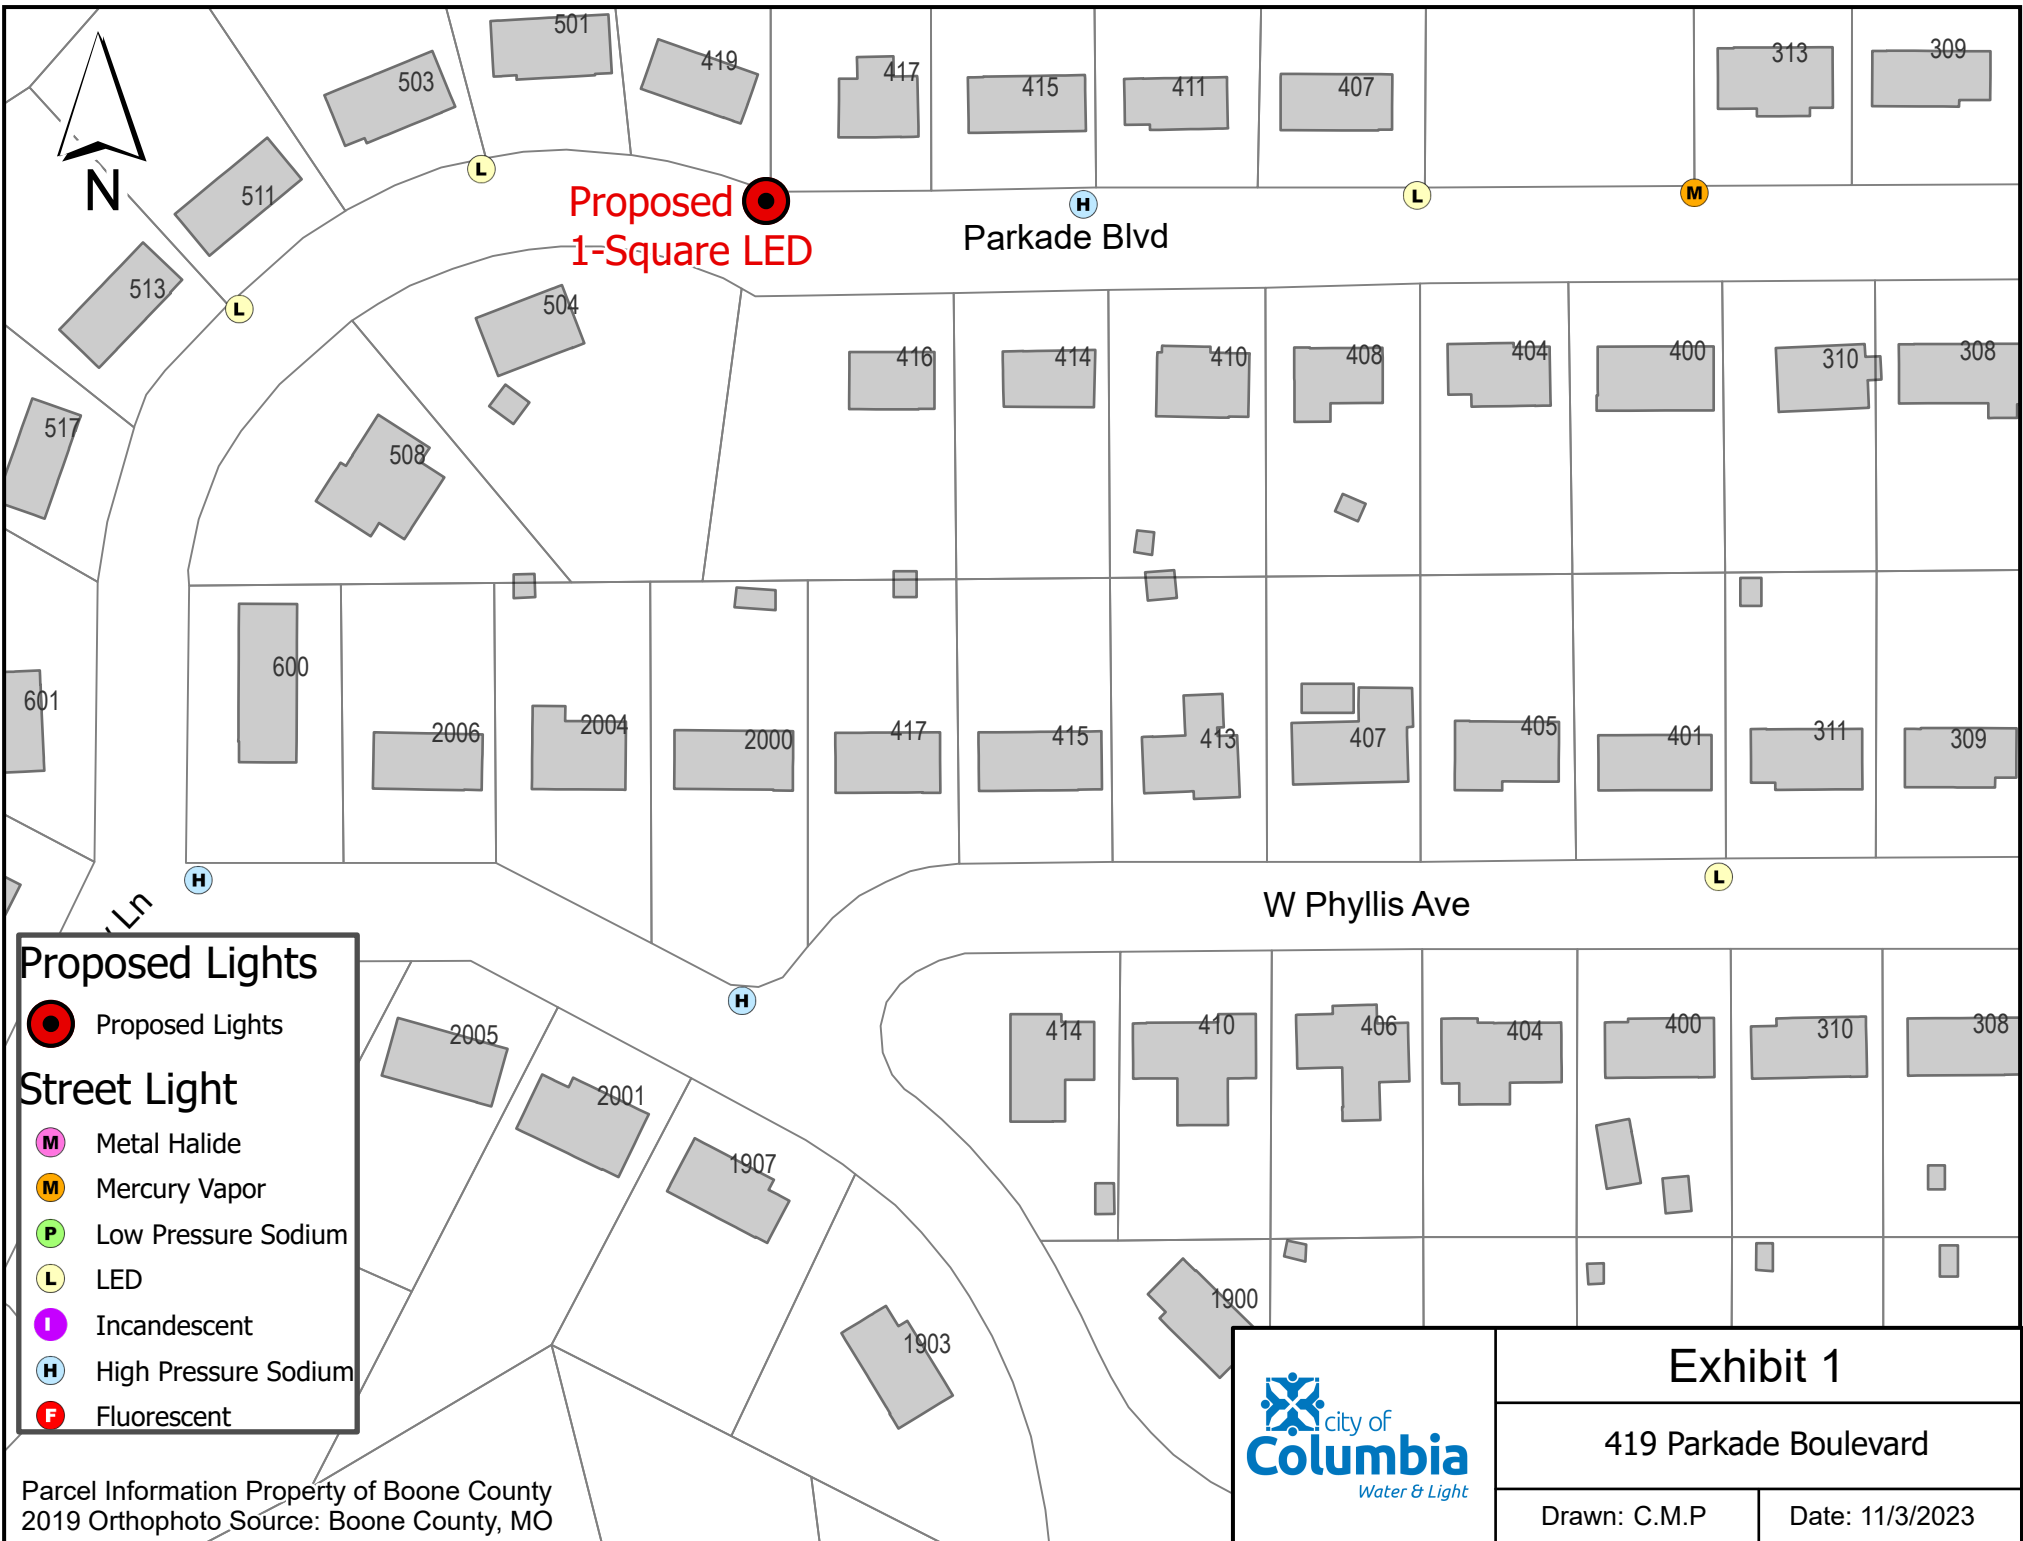 501
419
417
415
411
407
313
309
503
511
513
N
L
L
Proposed
1-Square LED
H
L
M
Parkade Blvd
504
508
517
416
414
410
408
404
400
310
308
600
601
2006
2004
2000
417
415
413
407
405
401
311
309
H
L
H
Ln
W Phyllis Ave
2005
2001
1907
1903
1900
414
410
406
404
400
310
308
Proposed Lights
Proposed Lights
Street Light
M Metal Halide
M Mercury Vapor
P Low Pressure Sodium
L LED
I Incandescent
H High Pressure Sodium
F Fluorescent
Parcel Information Property of Boone County
2019 Orthophoto Source: Boone County, MO
city of
Columbia
Water & Light
Exhibit 1
419 Parkade Boulevard
Drawn: C.M.P
Date: 11/3/2023